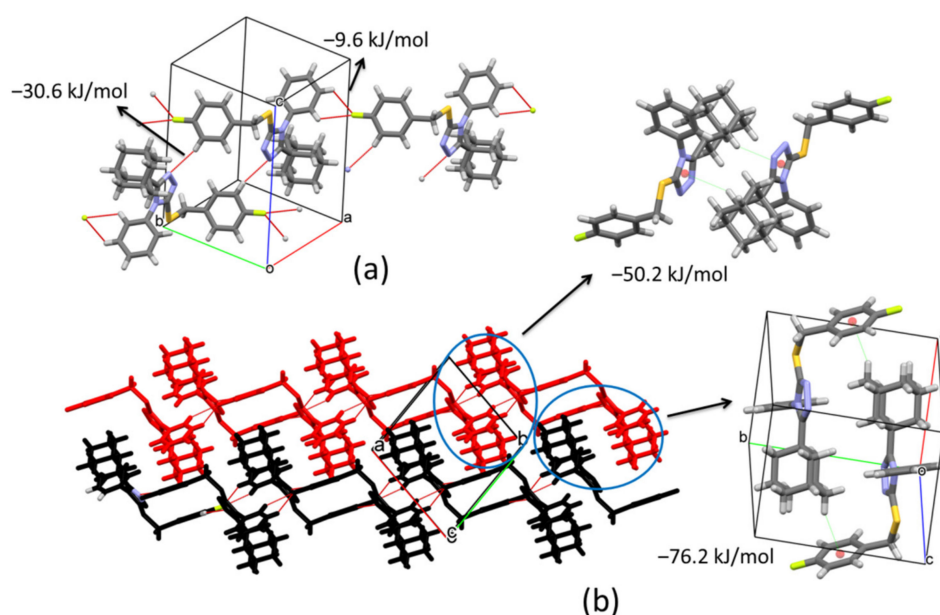 (a)
−9.6 kJ/mol
−30.6 kJ/mol
c
a
b
o
(a)
−50.2 kJ/mol
a
b
c
b
o
c
−76.2 kJ/mol
(b)